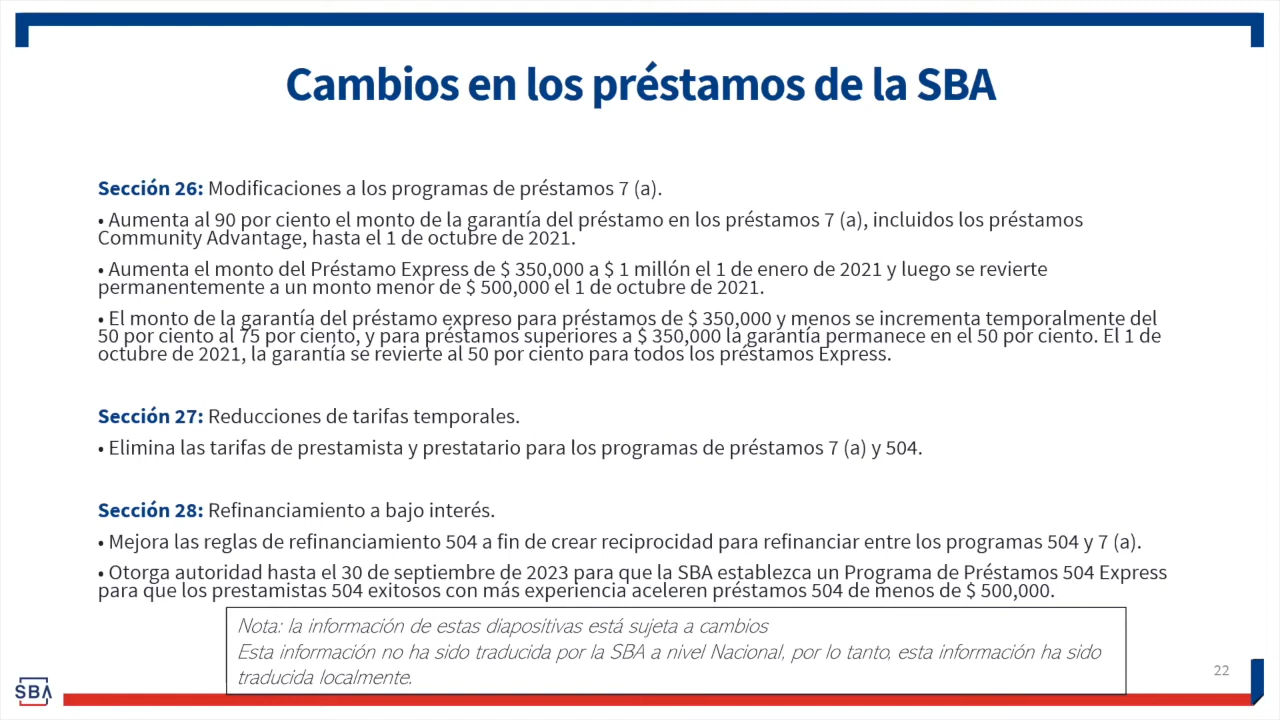 Cambios en los préstamos de la SBA
Sección 26: Modificaciones a los programas de préstamos 7 (a).
• Aumenta al 90 por ciento el monto de la garantía del préstamo en los préstamos 7 (a), incluidos los préstamos
Community Advantage, hasta el 1 de octubre de 2021.
• Aumenta el monto del Préstamo Express de $ 350,000 a $ 1 millón el 1 de enero de 2021 y luego se revierte
permanentemente a un monto menor de $ 500,000 el 1 de octubre de 2021.
• El monto de la garantía del préstamo expreso para préstamos de $ 350,000 y menos se incrementa temporalmente del
50 por ciento al 75 por ciento, y para préstamos superiores a $ 350,000 la garantía permanece en el 50 por ciento. El 1 de
octubre de 2021, la garantía se revierte al 50 por ciento para todos los préstamos Express.
Sección 27: Reducciones de tarifas temporales.
• Elimina las tarifas de prestamista y prestatario para los programas de préstamos 7 (a) y 504.
Sección 28: Refinanciamiento a bajo interés.
• Mejora las reglas de refinanciamiento 504 a fin de crear reciprocidad para refinanciar entre los programas 504 y 7 (a).
• Otorga autoridad hasta el 30 de septiembre de 2023 para que la SBA establezca un Programa de Préstamos 504 Express
para que los prestamistas 504 exitosos con más experiencia aceleren préstamos 504 de menos de $ 500,000.
Nota: la información de estas diapositivas está sujeta a cambios
Esta información no ha sido traducida por la SBA a nivel Nacional, por lo tanto, esta información ha sido
traducida localmente.
22
SBA